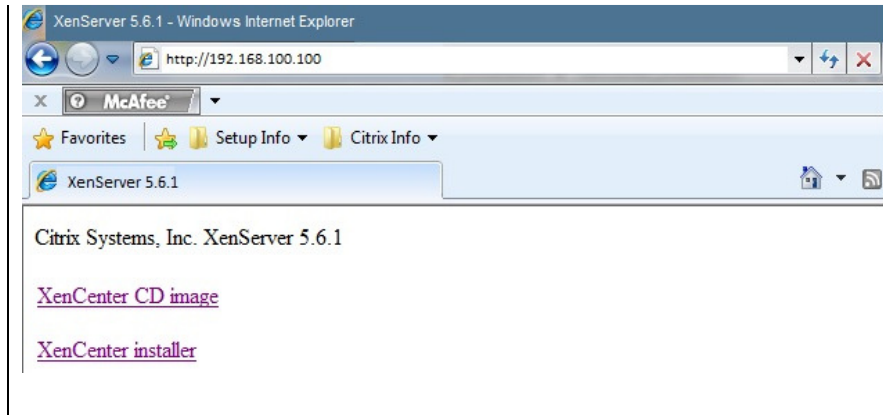 XenServer 5.6.1 - Windows Internet Explorer
http://192.168.100.100
X McAfee
Favorites Setup Info Citrix Info
XenServer 5.6.1
Citrix Systems, Inc. XenServer 5.6.1
XenCenter CD image
XenCenter installer